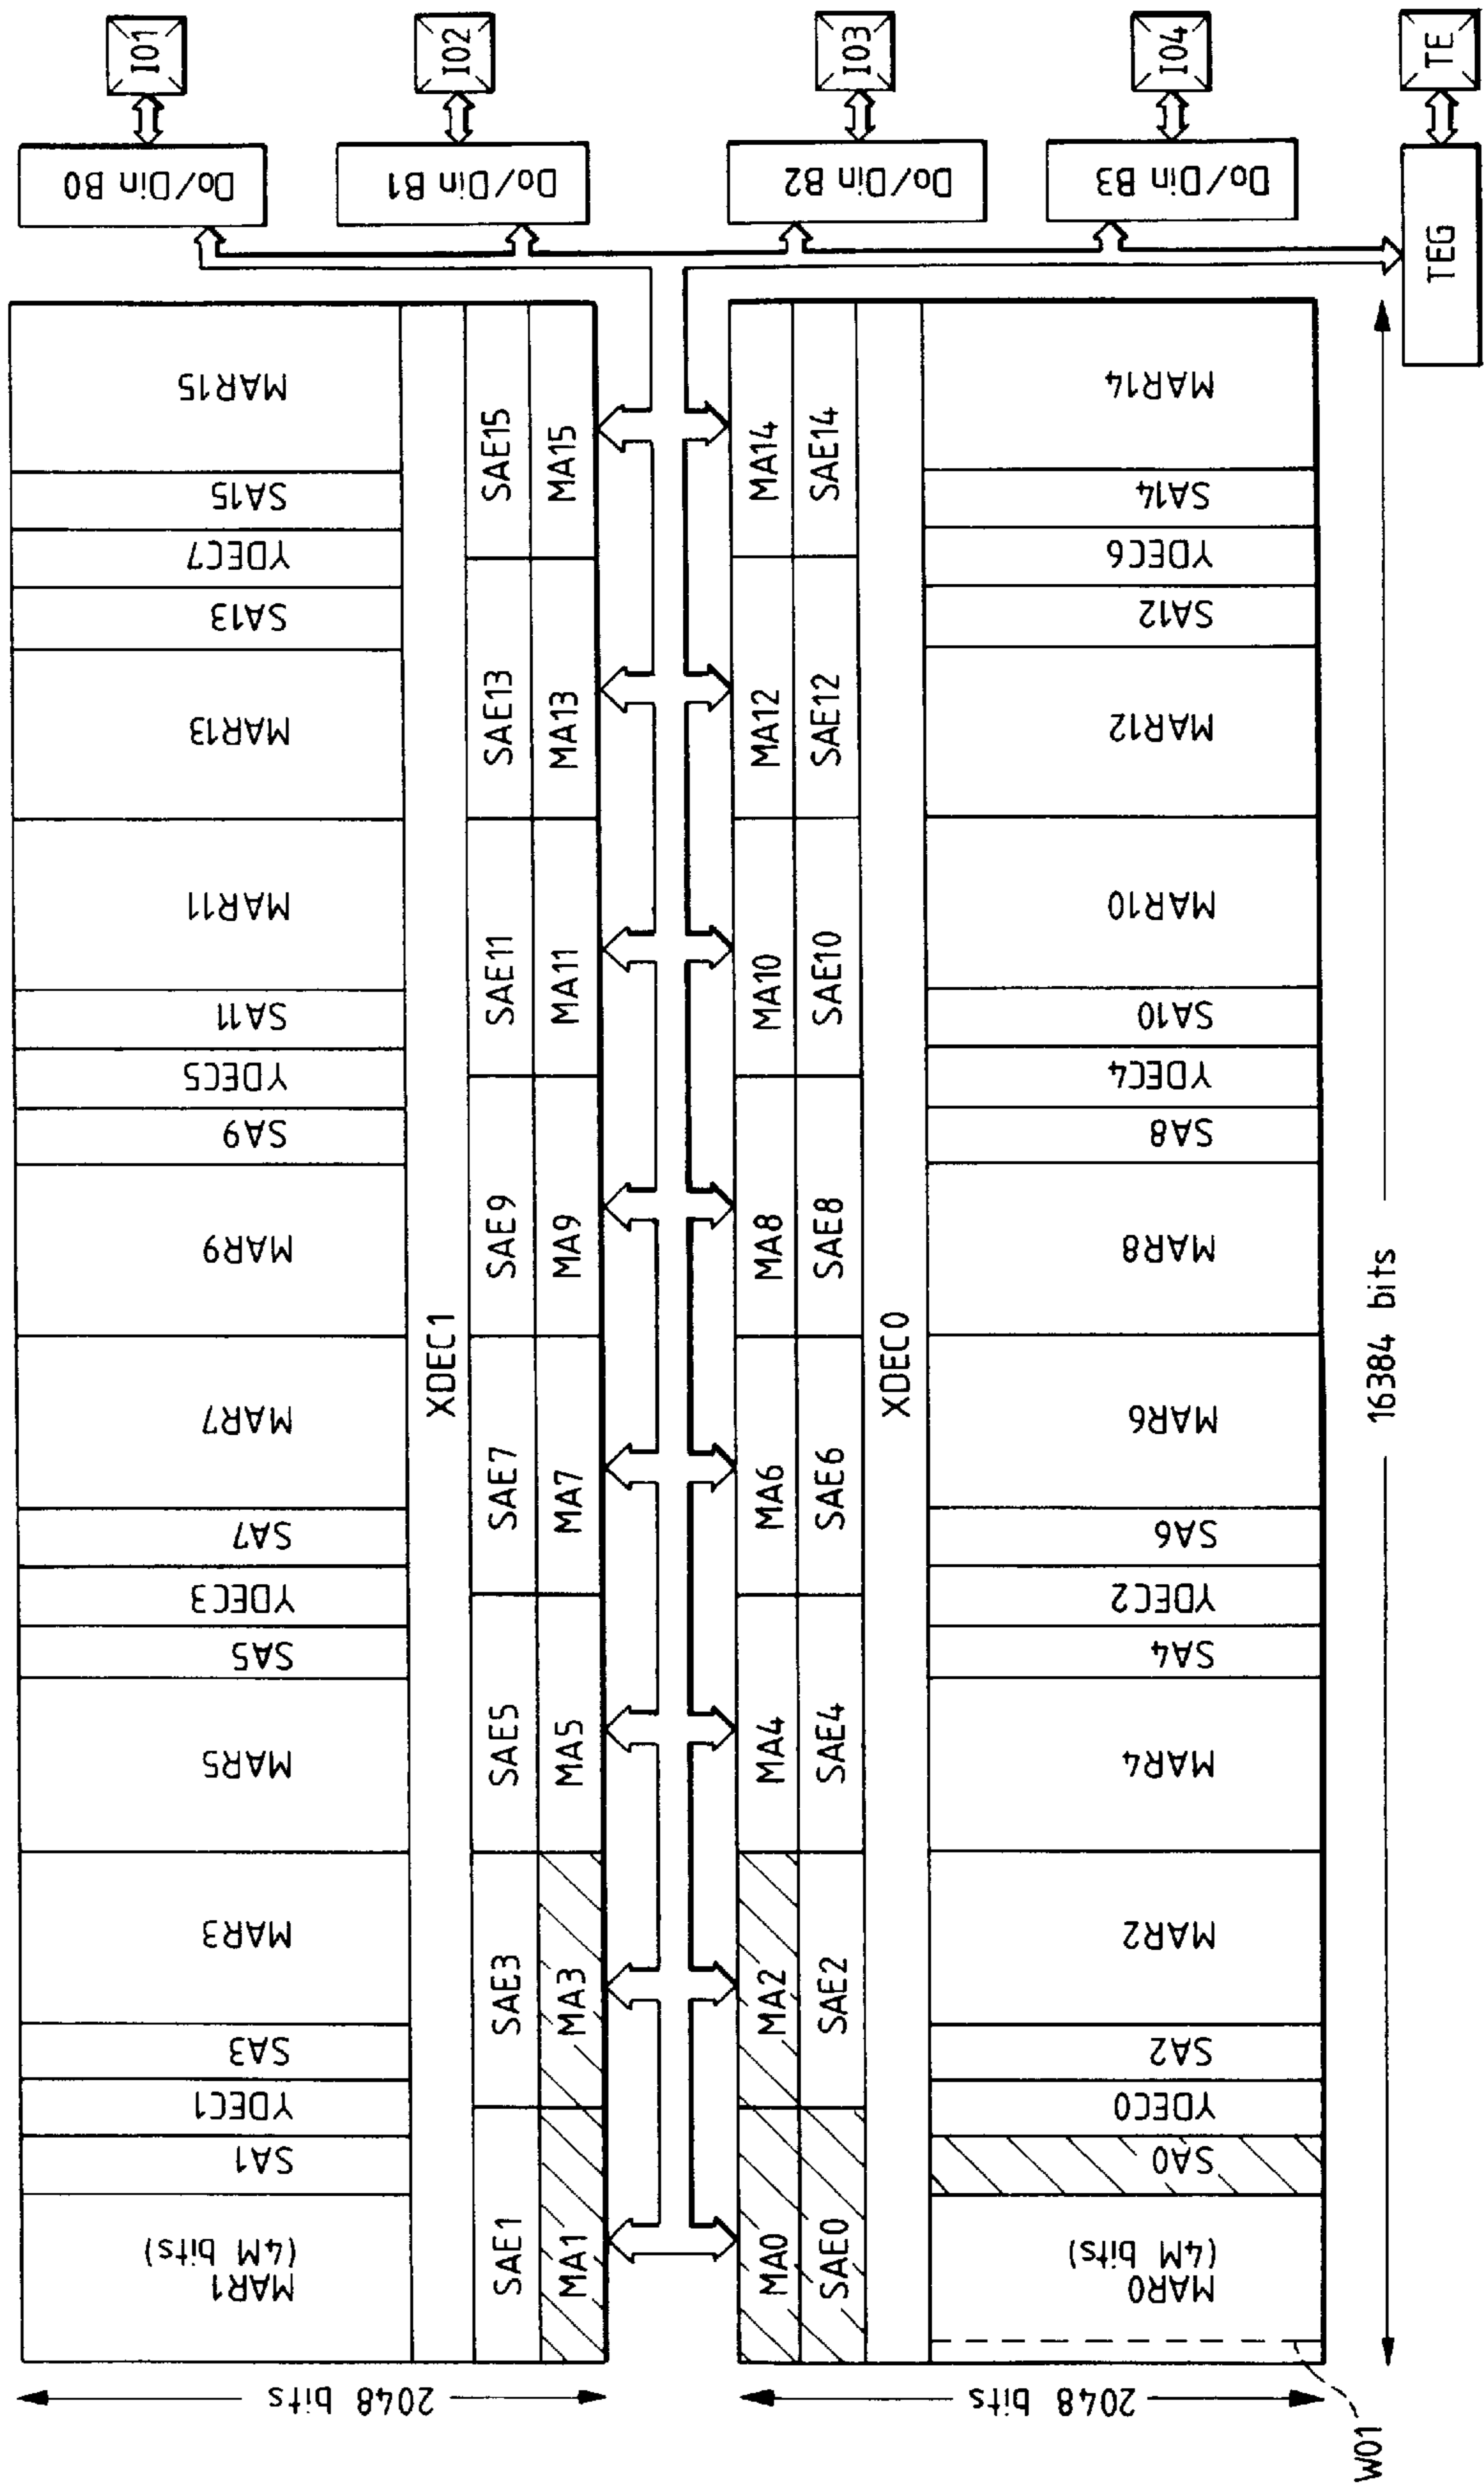 IO1
IO2
IO3
IO4
TE
Do/Din B0
Do/Din B1
Do/Din B2
Do/Din B3
TEG
MAR15
SA15
YDEC7
SA13
MAR13
MAR11
SA11
YDEC5
SA9
MAR9
MAR7
SA7
YDEC3
SA5
MAR5
MAR3
SA3
YDEC1
SA1
MAR1
(4M bits)
XDEC1
SAE15
SAE13
SAE11
SAE9
SAE7
SAE5
SAE3
SAE1
MA15
MA13
MA11
MA9
MA7
MA5
MA3
MA1
MA14
MA12
MA10
MA8
MA6
MA4
MA2
MA0
SAE14
SAE12
SAE10
SAE8
SAE6
SAE4
SAE2
SAE0
XDEC0
MAR14
SA14
YDEC6
SA12
MAR12
MAR10
SA10
YDEC4
SA8
MAR8
MAR6
SA6
YDEC2
SA4
MAR4
MAR2
SA2
YDEC0
SA0
MAR0
(4M bits)
16384 bits
2048 bits
2048 bits
W01